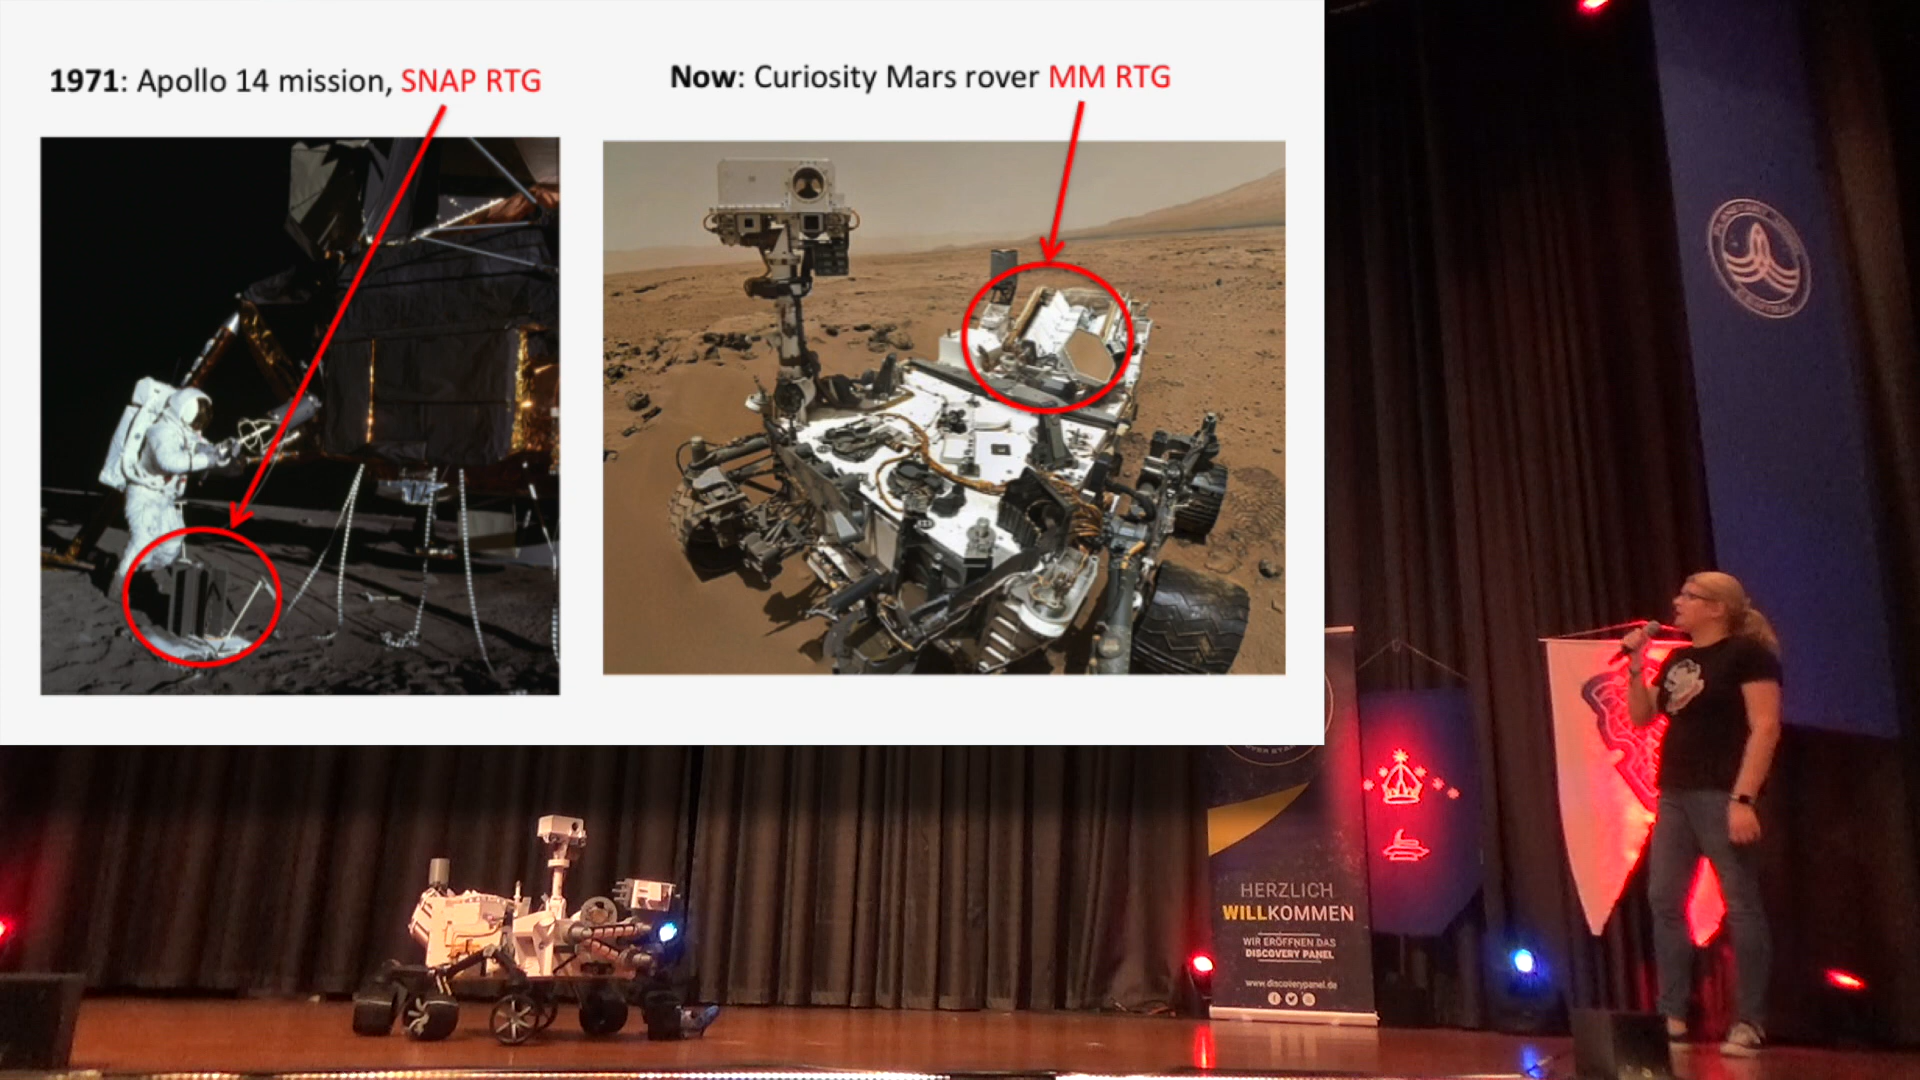 1971: Apollo 14 mission, SNAP RTG
Now: Curiosity Mars rover MM RTG
HERZLICH
WILLKOMMEN
WIR ERÖFFNEN DAS
DISCOVERY PANEL
www.discoverypanel.de